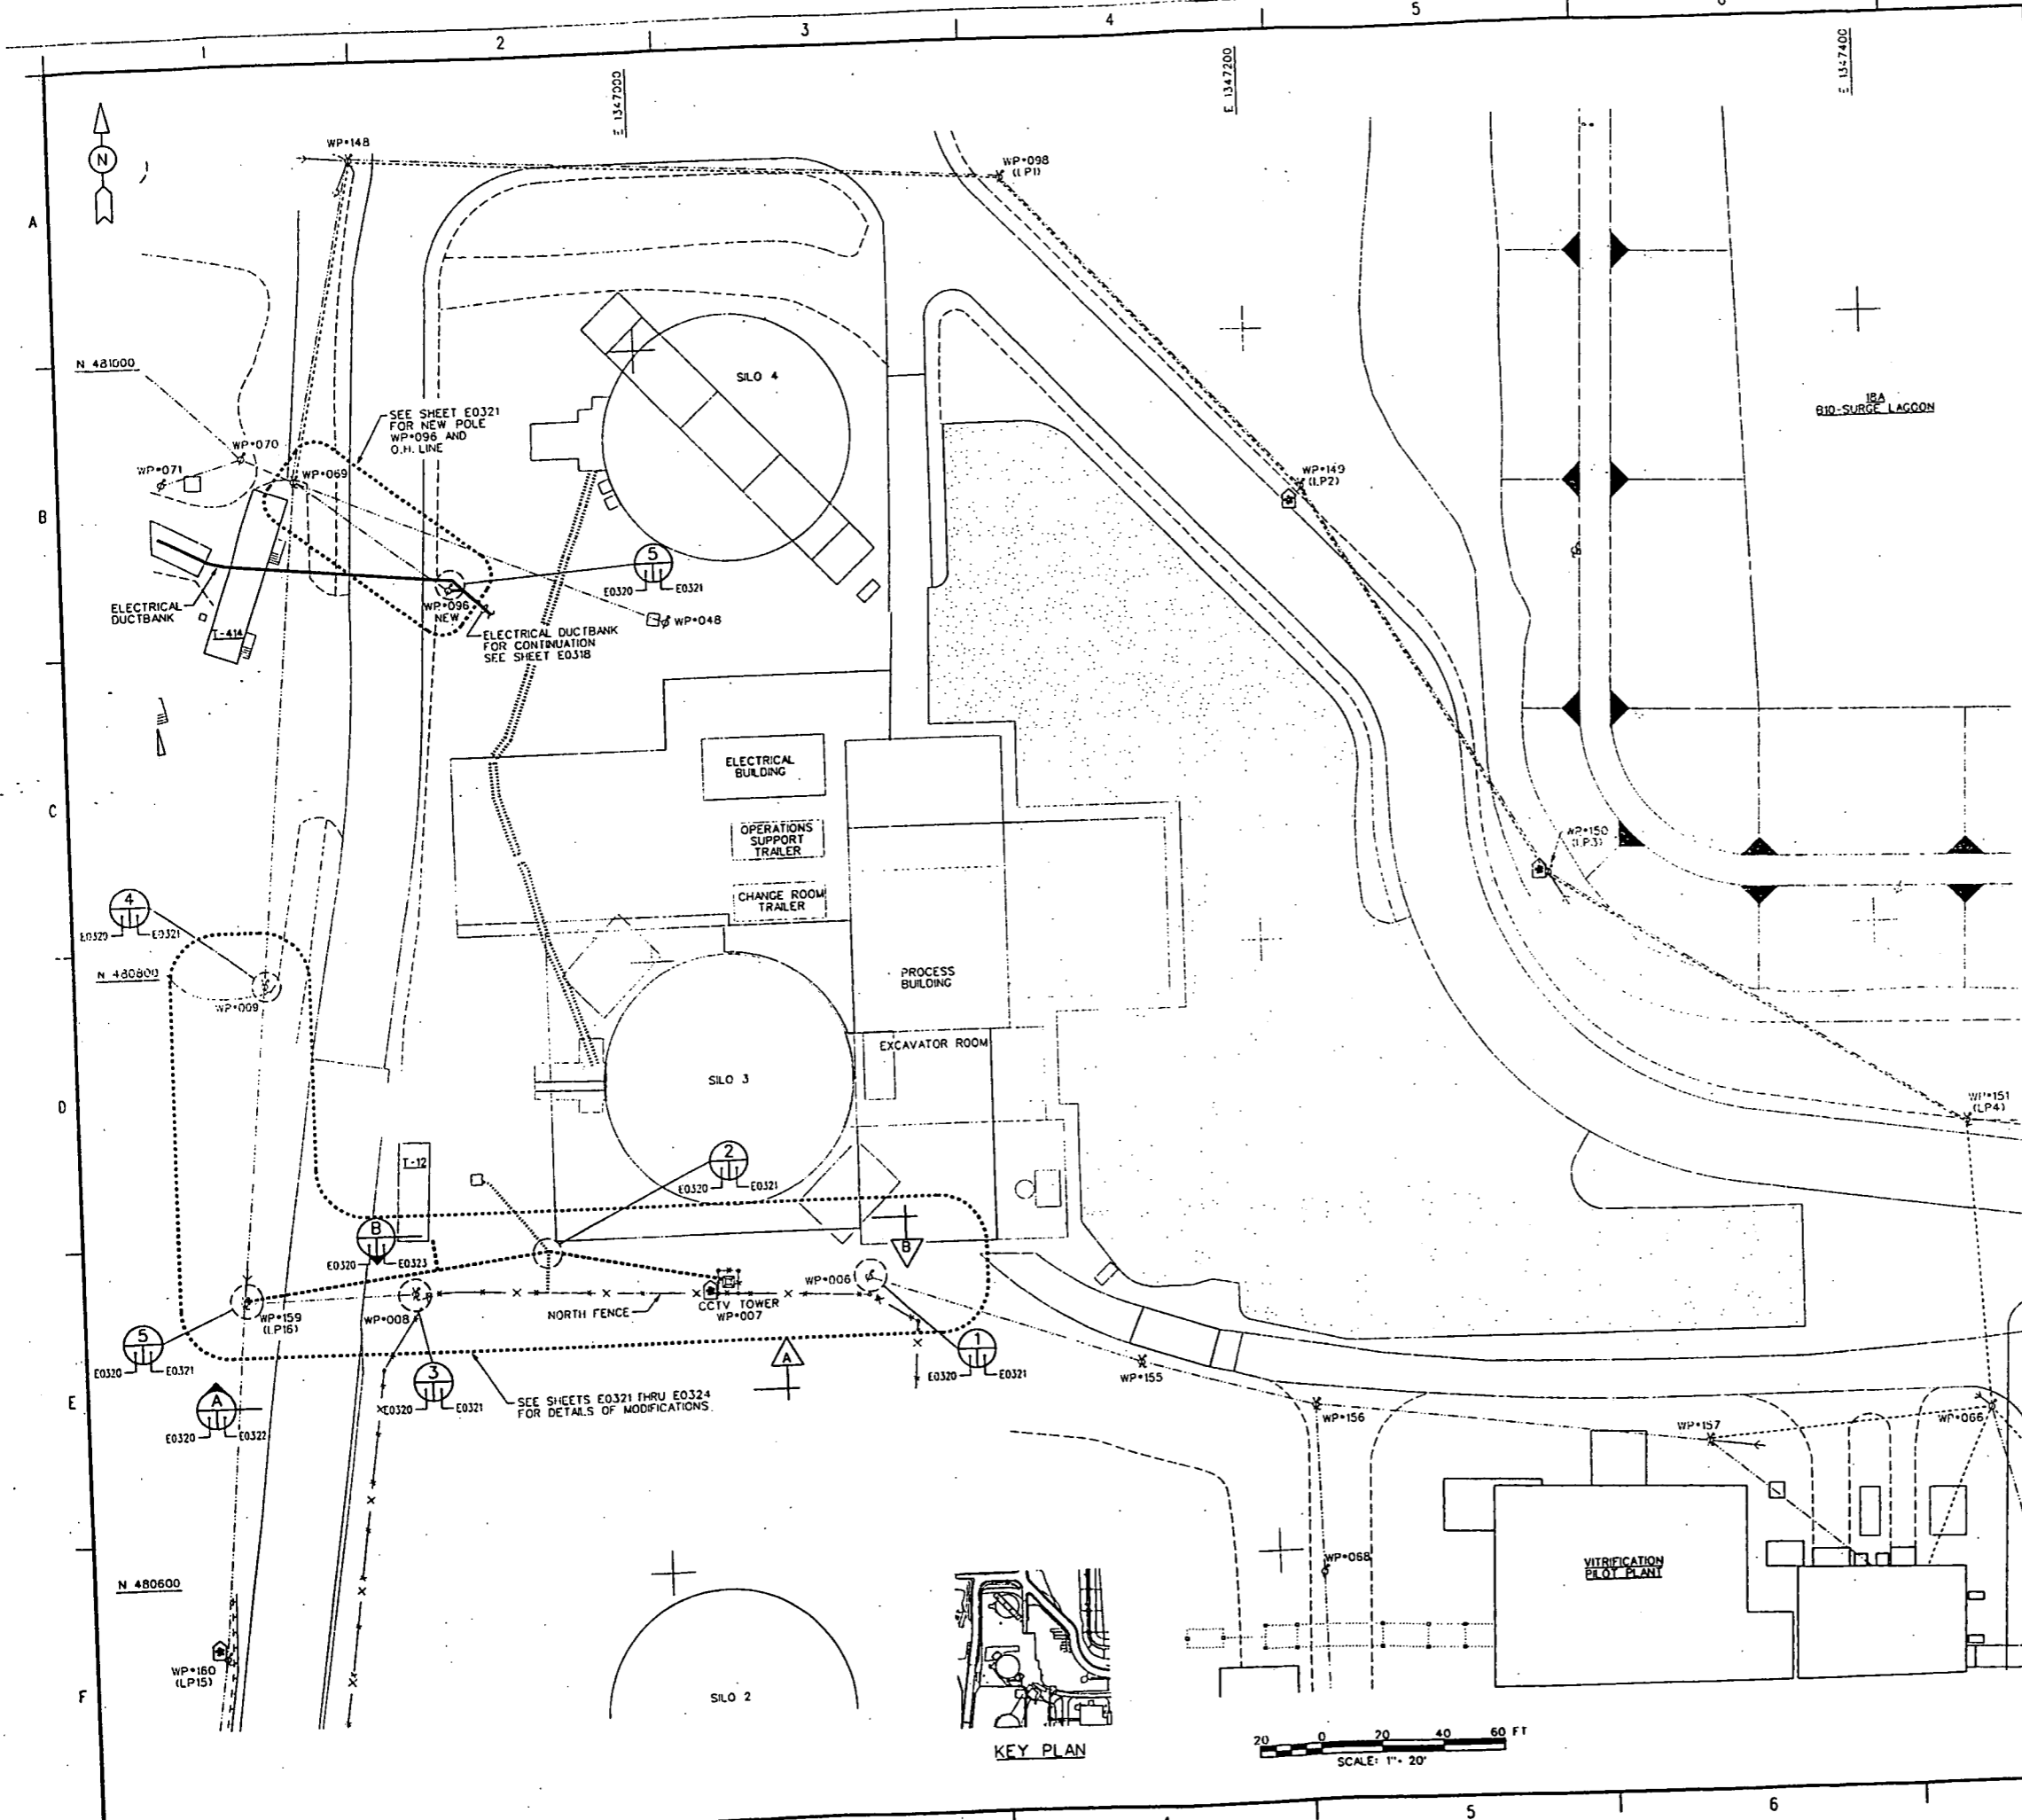 1
2
3
4
5
E 1347000
E 1347200
E 1347400
N
WP•148
WP•098
(LP1)
A
N 481000
SILO 4
18A
B10-SURGE LAGOON
SEE SHEET E0321
FOR NEW POLE
WP•096 AND
O.H. LINE
WP•070
WP•071
WP•069
WP•149
(LP2)
B
5
E0320
E0321
ELECTRICAL
DUCTBANK
WP•096
NEW
WP•048
T-414
ELECTRICAL DUCTBANK
FOR CONTINUATION
SEE SHEET E0318
ELECTRICAL
BUILDING
C
OPERATIONS
SUPPORT
TRAILER
WP•150
(LP3)
CHANGE ROOM
TRAILER
4
E0320
E0321
N 480800
PROCESS
BUILDING
WP•009
EXCAVATOR ROOM
SILO 3
D
WP•151
(LP4)
T-12
2
E0320
E0321
B
E0320
E0323
B
WP•006
WP•159
(LP16)
WP•008
NORTH FENCE
CCTV TOWER
WP•007
5
E0320
E0321
A
1
E0320
E0321
WP•155
3
E0320
E0321
SEE SHEETS E0321 THRU E0324
FOR DETAILS OF MODIFICATIONS.
E
A
E0320
E0322
WP•156
WP•157
WP•066
WP•068
VITRIFICATION
PILOT PLANT
N 480600
WP•160
(LP15)
F
SILO 2
KEY PLAN
20 0 20 40 60 FT
SCALE: 1"= 20'
5
6